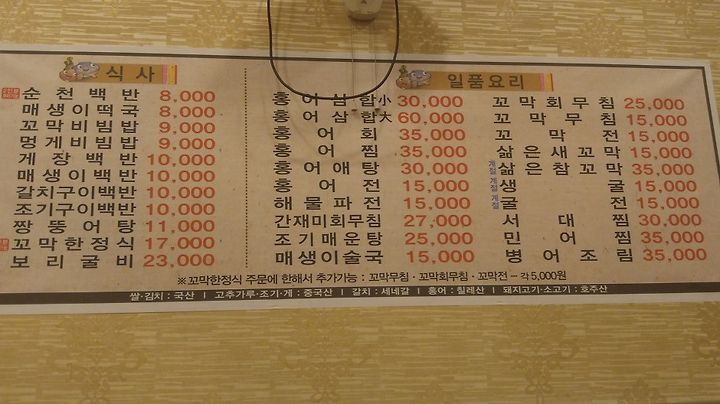 식사
순천백반 8,000
매생이떡국 8,000
꼬막비빔밥 9,000
멍게비빔밥 9,000
게장백반 10,000
매생이백반 10,000
갈치구이백반 10,000
조기구이백반 10,000
짱뚱어탕 11,000
꼬막한정식 17,000
보리굴비 23,000
일품요리
홍어삼합小 30,000
홍어삼합大 60,000
홍어회 35,000
홍어찜 35,000
홍어애탕 30,000
홍어전 15,000
해물파전 15,000
간재미회무침 27,000
조기매운탕 25,000
매생이술국 15,000
꼬막회무침 25,000
꼬막무침 15,000
꼬막전 15,000
삶은새꼬막 15,000
계절 삶은참꼬막 35,000
계절 생굴 15,000
계절 굴전 15,000
서대찜 30,000
민어찜 35,000
병어조림 35,000
※꼬막한정식 주문에 한해서 추가가능 : 꼬막무침 · 꼬막회무침 · 꼬막전 – 각 5,000원
쌀·김치 : 국산 ㅣ 고추가루·조기·게 : 중국산 ㅣ 갈치 : 세네갈 ㅣ 홍어 : 칠레산 ㅣ 돼지고기·소고기 : 호주산